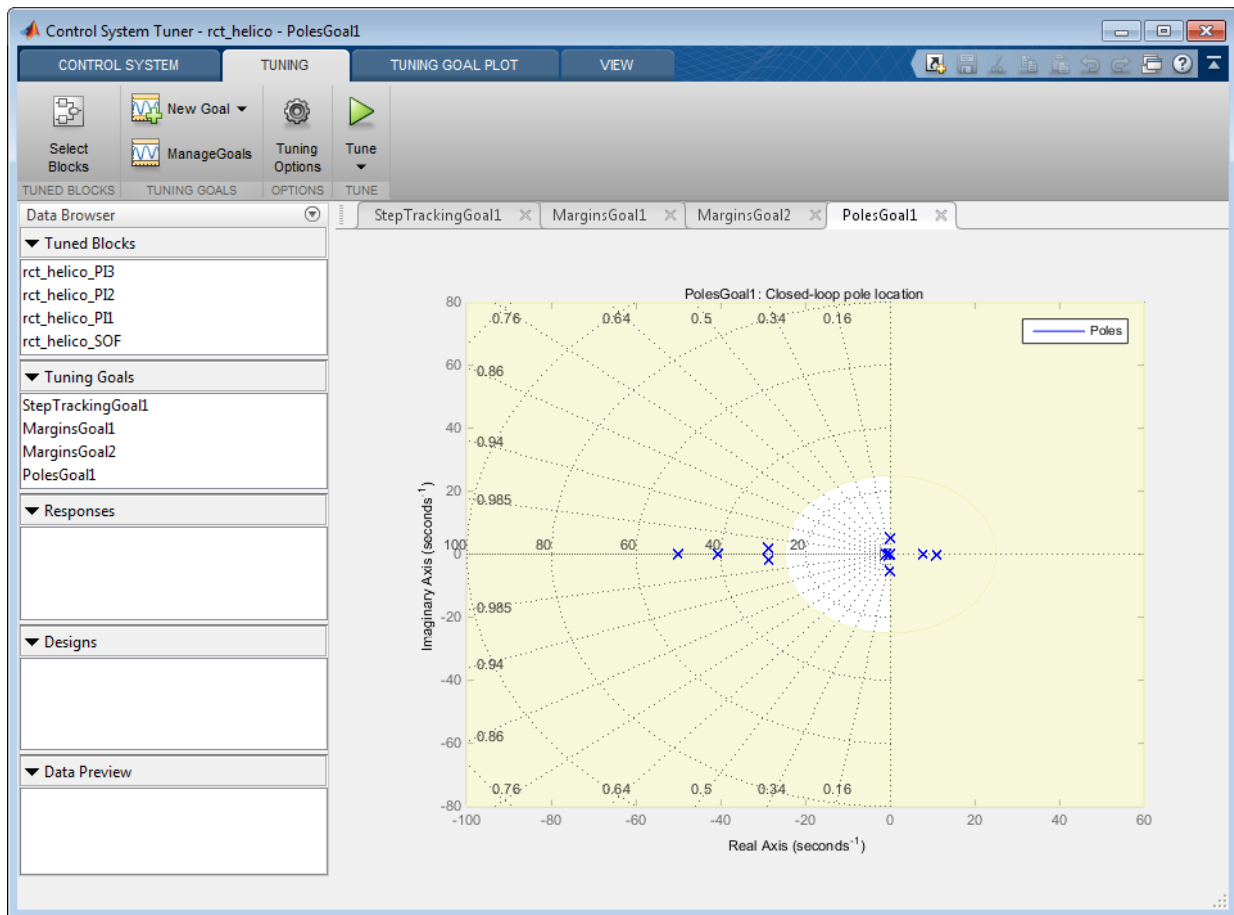 Control System Tuner - rct_helico - PolesGoal1
CONTROL SYSTEM TUNING TUNING GOAL PLOT VIEW
Select Blocks
New Goal
ManageGoals
Tuning Options
Tune
TUNED BLOCKS TUNING GOALS OPTIONS TUNE
Data Browser
StepTrackingGoal1 MarginsGoal1 MarginsGoal2 PolesGoal1
Tuned Blocks
rct_helico_PI3
rct_helico_PI2
rct_helico_PI1
rct_helico_SOF
Tuning Goals
StepTrackingGoal1
MarginsGoal1
MarginsGoal2
PolesGoal1
Responses
Designs
Data Preview
PolesGoal1: Closed-loop pole location
Poles
0.76 0.64 0.5 0.34 0.16
0.86
0.94
0.985
100 80 60 40 20
0.985
0.94
0.86
0.76 0.64 0.5 0.34 0.16
80
60
40
20
0
-20
-40
-60
-80
Imaginary Axis (seconds⁻¹)
-100 -80 -60 -40 -20 0 20 40 60
Real Axis (seconds⁻¹)